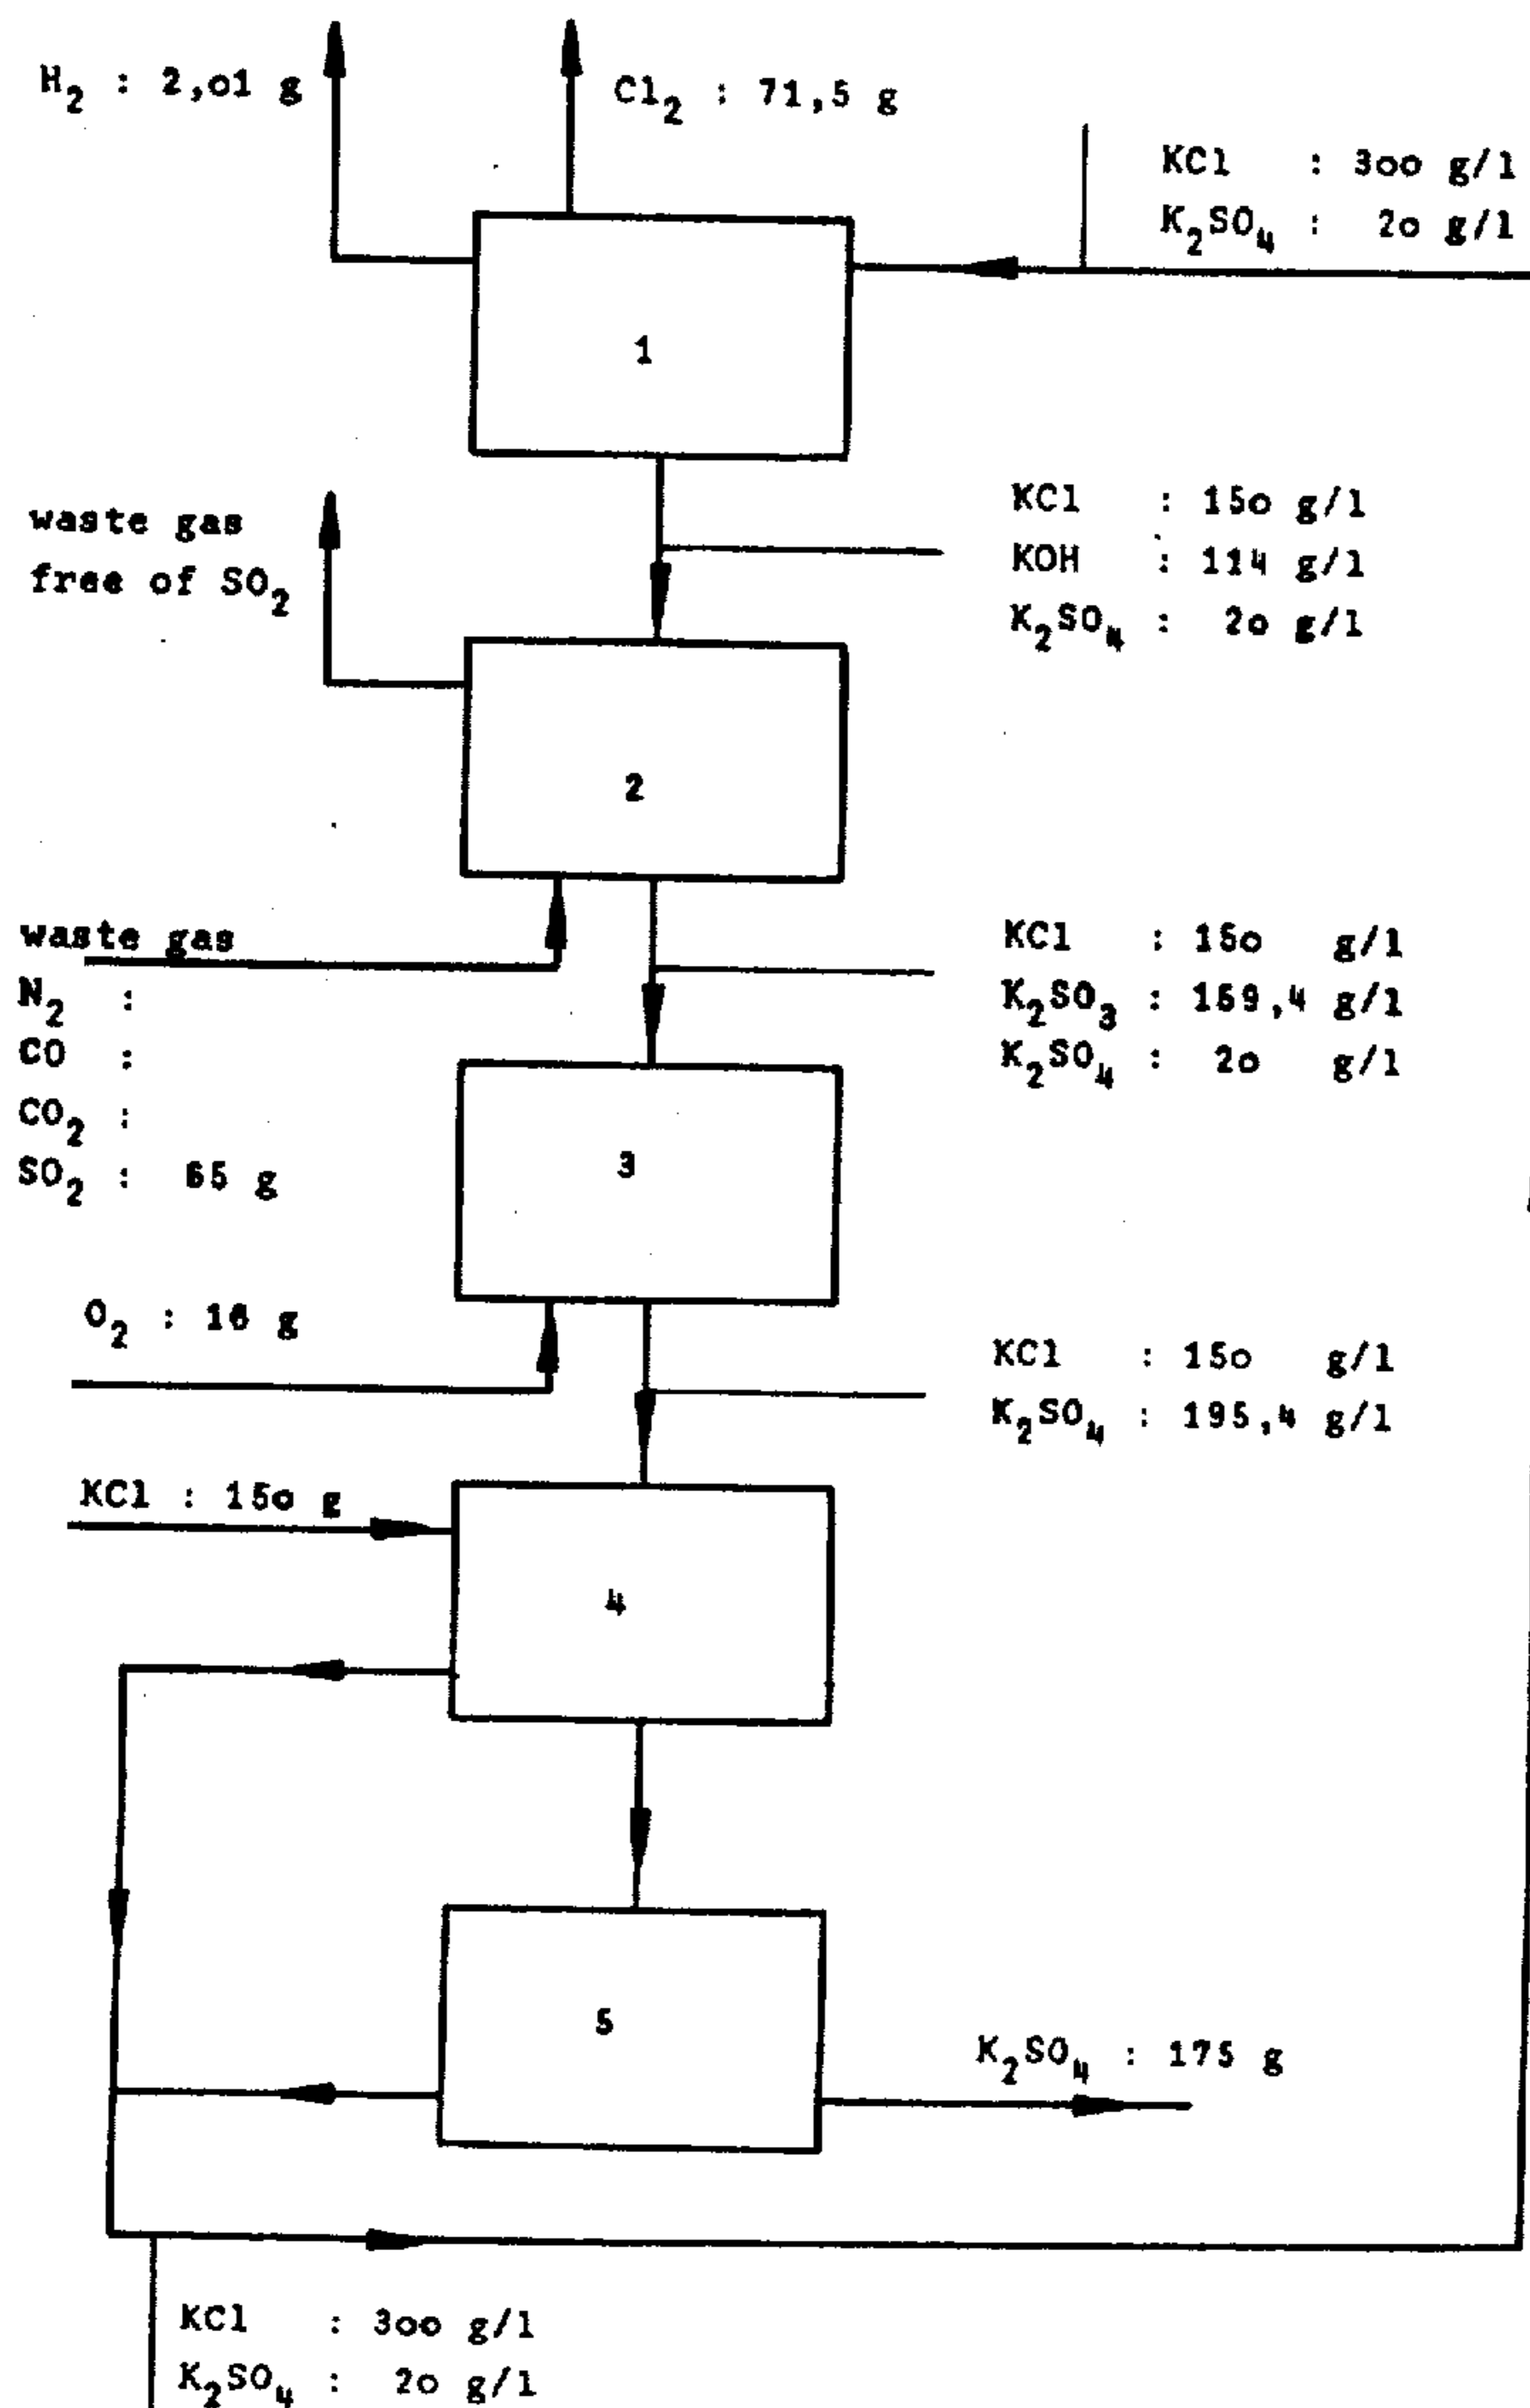 H₂ : 2,01 g
Cl₂ : 71,5 g
KCl : 300 g/l
K₂SO₄ : 20 g/l
1
KCl : 150 g/l
KOH : 114 g/l
K₂SO₄ : 20 g/l
waste gas
free of SO₂
2
waste gas
N₂ :
CO :
CO₂ :
SO₂ : 65 g
KCl : 150 g/l
K₂SO₃ : 159,4 g/l
K₂SO₄ : 20 g/l
3
O₂ : 16 g
KCl : 150 g/l
K₂SO₄ : 195,4 g/l
KCl : 150 g
4
5
K₂SO₄ : 175 g
KCl : 300 g/l
K₂SO₄ : 20 g/l